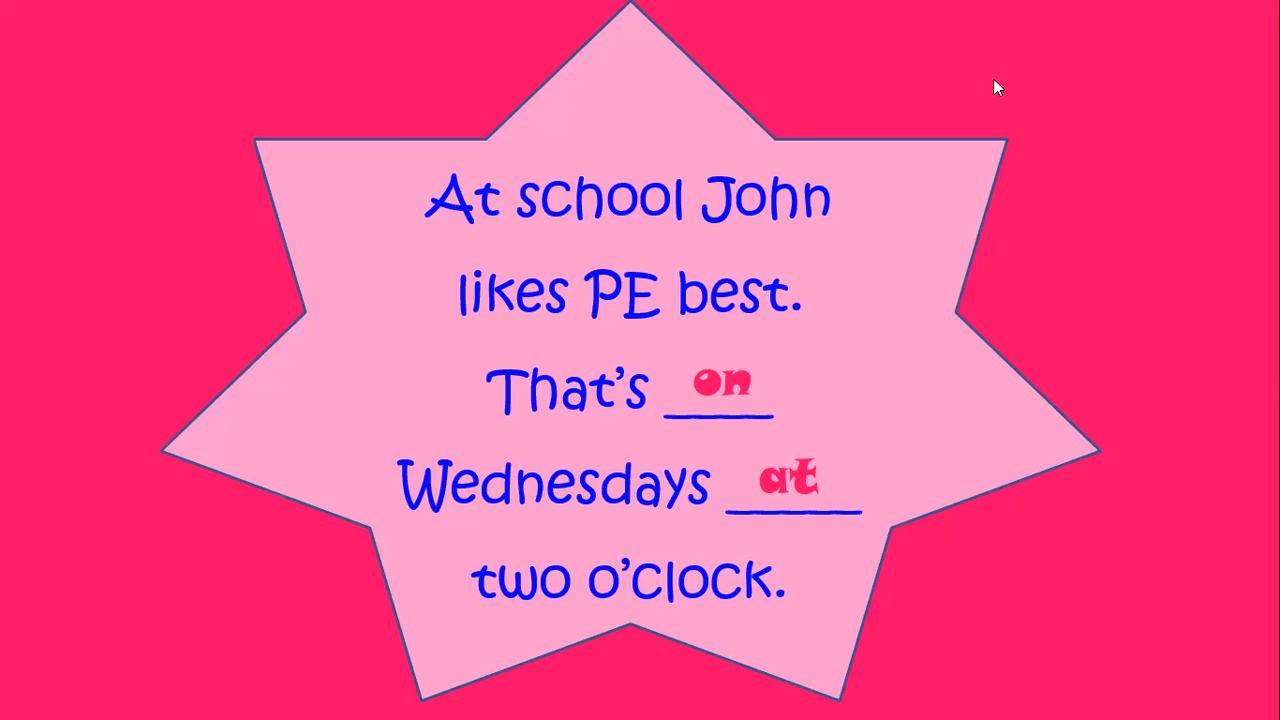 At school John
likes PE best.
That's on
Wednesdays at
two o'clock.